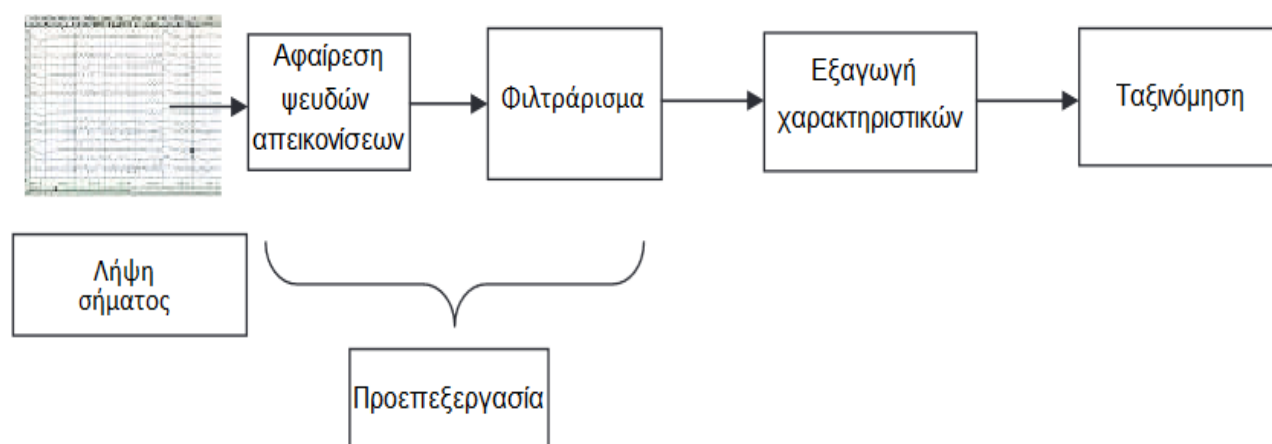 Αφαίρεση
ψευδών
απεικονίσεων
Φιλτράρισμα
Εξαγωγή
χαρακτηριστικών
Ταξινόμηση
Λήψη
σήματος
Προεπεξεργασία